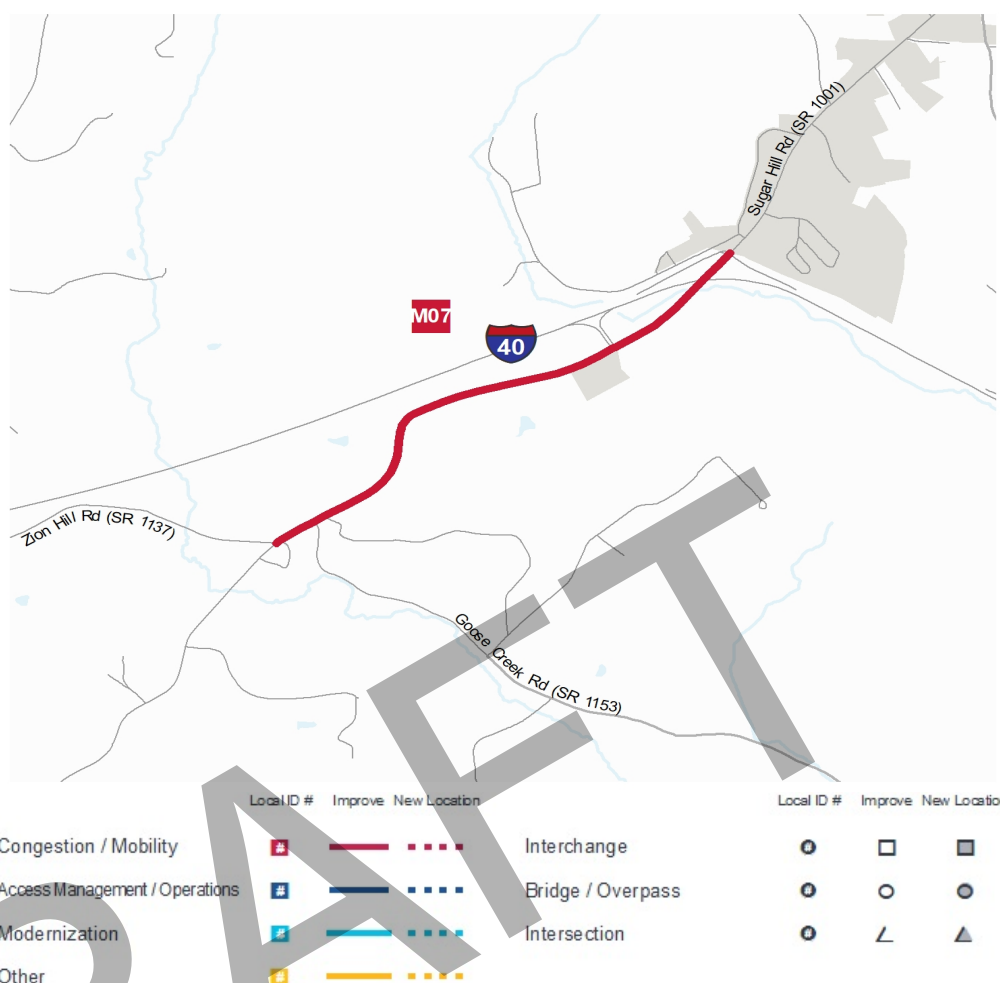 Sugar Hill Rd (SR 1001)
M07
40
Zion Hill Rd (SR 1137)
Goose Creek Rd (SR 1153)
DRAFT
Local ID # Improve New Location Local ID # Improve New Locatio
Congestion / Mobility # Interchange #
Access Management / Operations # Bridge / Overpass #
Modernization # Intersection #
Other #